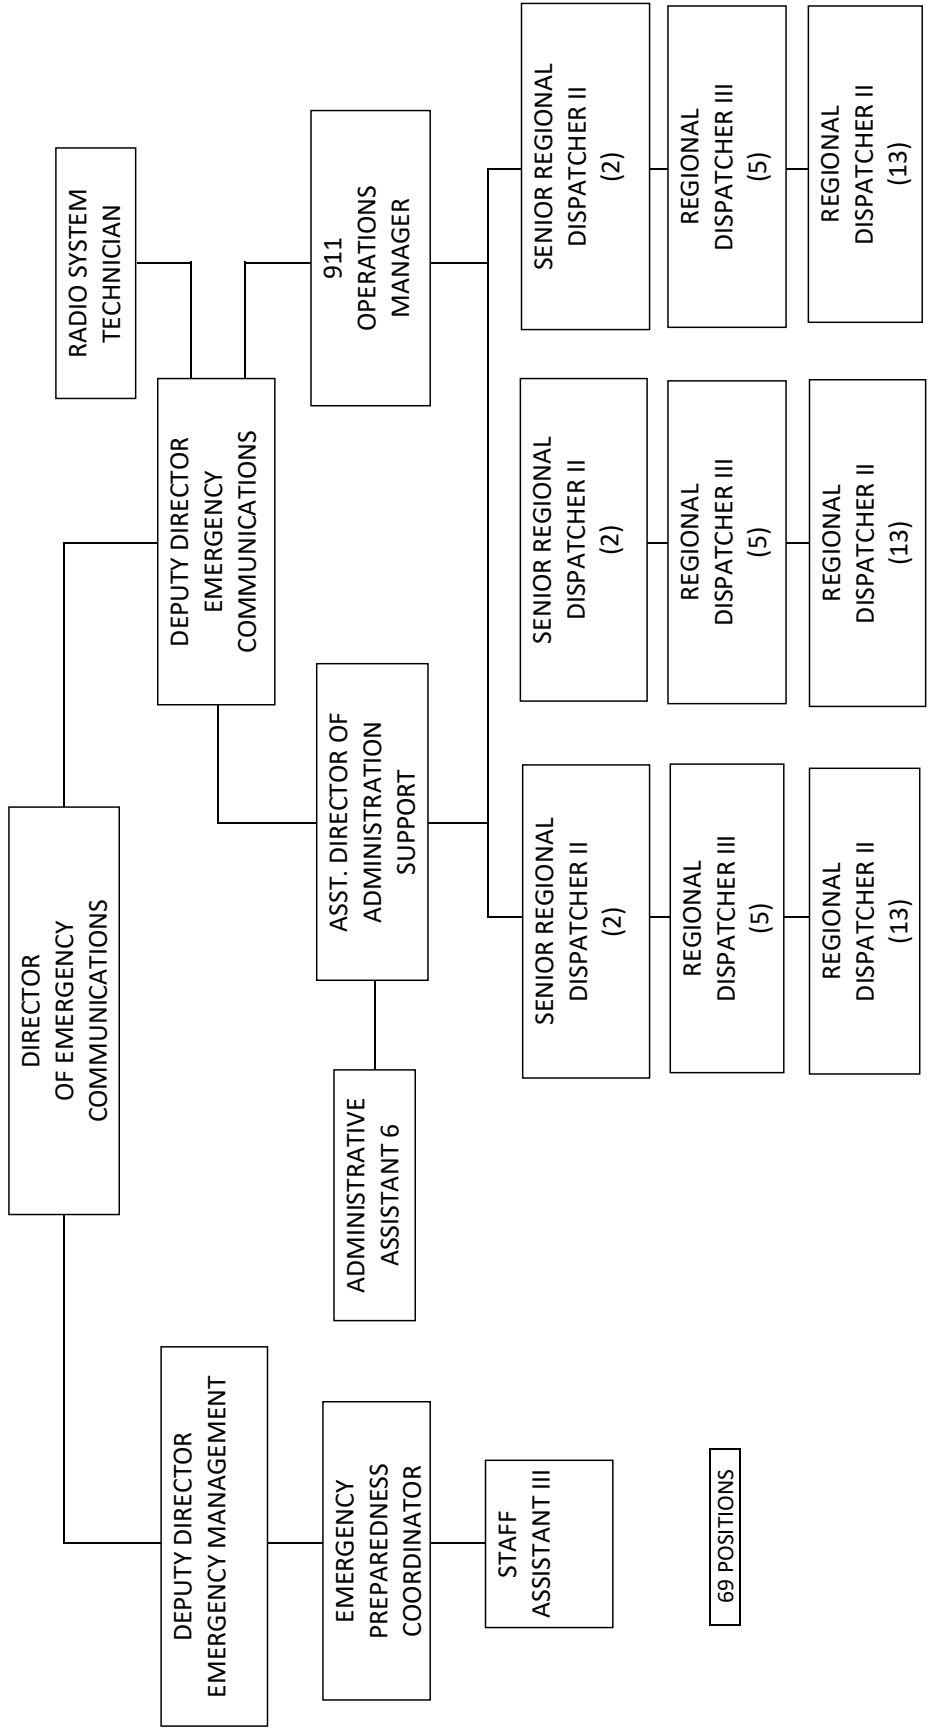 DIRECTOR
OF EMERGENCY
COMMUNICATIONS
DEPUTY DIRECTOR
EMERGENCY MANAGEMENT
EMERGENCY
PREPAREDNESS
COORDINATOR
STAFF
ASSISTANT III
DEPUTY DIRECTOR
EMERGENCY
COMMUNICATIONS
RADIO SYSTEM
TECHNICIAN
ADMINISTRATIVE
ASSISTANT 6
ASST. DIRECTOR OF
ADMINISTRATION
SUPPORT
911
OPERATIONS
MANAGER
SENIOR REGIONAL
DISPATCHER II
(2)
REGIONAL
DISPATCHER III
(5)
REGIONAL
DISPATCHER II
(13)
SENIOR REGIONAL
DISPATCHER II
(2)
REGIONAL
DISPATCHER III
(5)
REGIONAL
DISPATCHER II
(13)
SENIOR REGIONAL
DISPATCHER II
(2)
REGIONAL
DISPATCHER III
(5)
REGIONAL
DISPATCHER II
(13)
69 POSITIONS